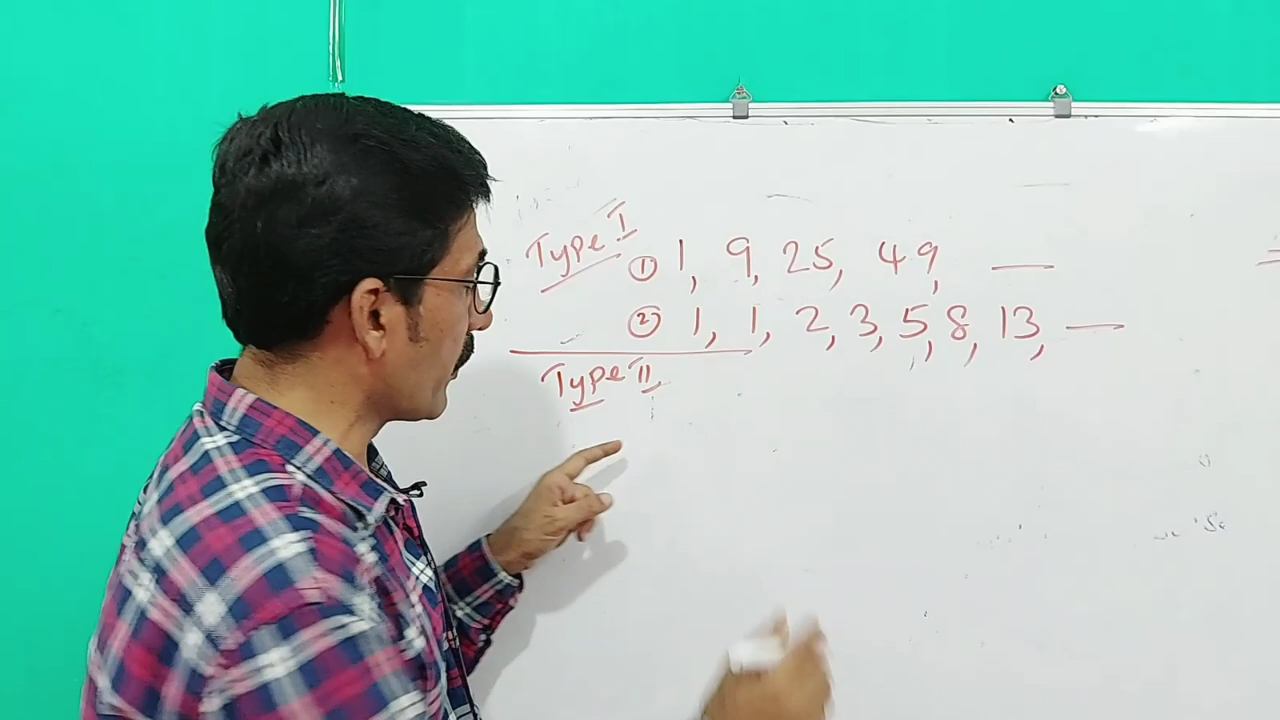 Type I ① 1, 9, 25, 49, —
② 1, 1, 2, 3, 5, 8, 13, —
Type II